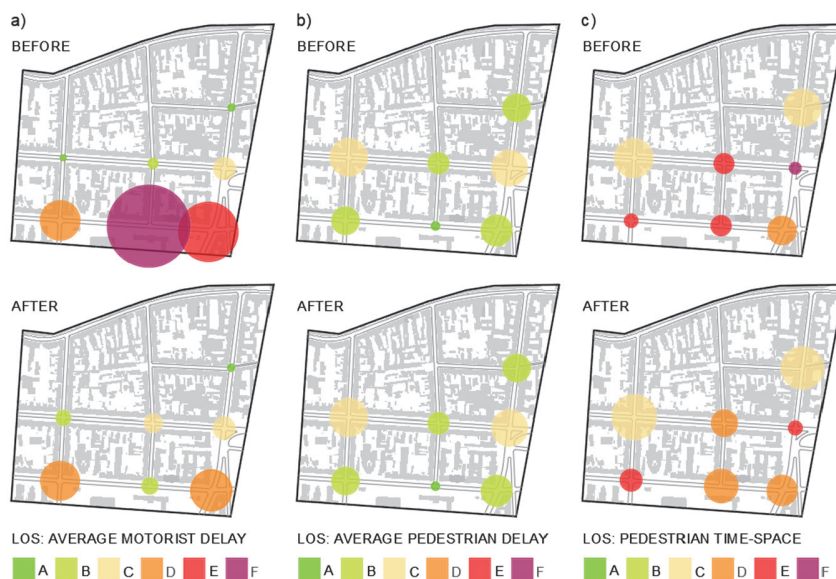 a)
BEFORE
b)
BEFORE
c)
BEFORE
AFTER
AFTER
AFTER
LOS: AVERAGE MOTORIST DELAY
A B C D E F
LOS: AVERAGE PEDESTRIAN DELAY
A B C D E F
LOS: PEDESTRIAN TIME-SPACE
A B C D E F